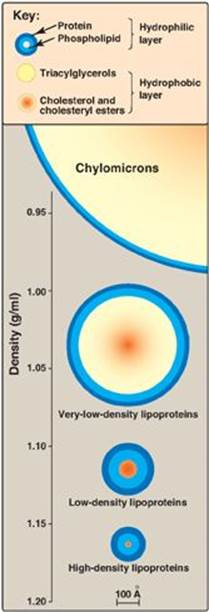 Key:
Protein
Phospholipid
Hydrophilic
layer
Triacylglycerols
Cholesterol and
cholesteryl esters
Hydrophobic
layer
Chylomicrons
0.95
1.00
1.05
1.10
1.15
1.20
Density (g/ml)
Very-low-density lipoproteins
Low-density lipoproteins
High-density lipoproteins
100 Å